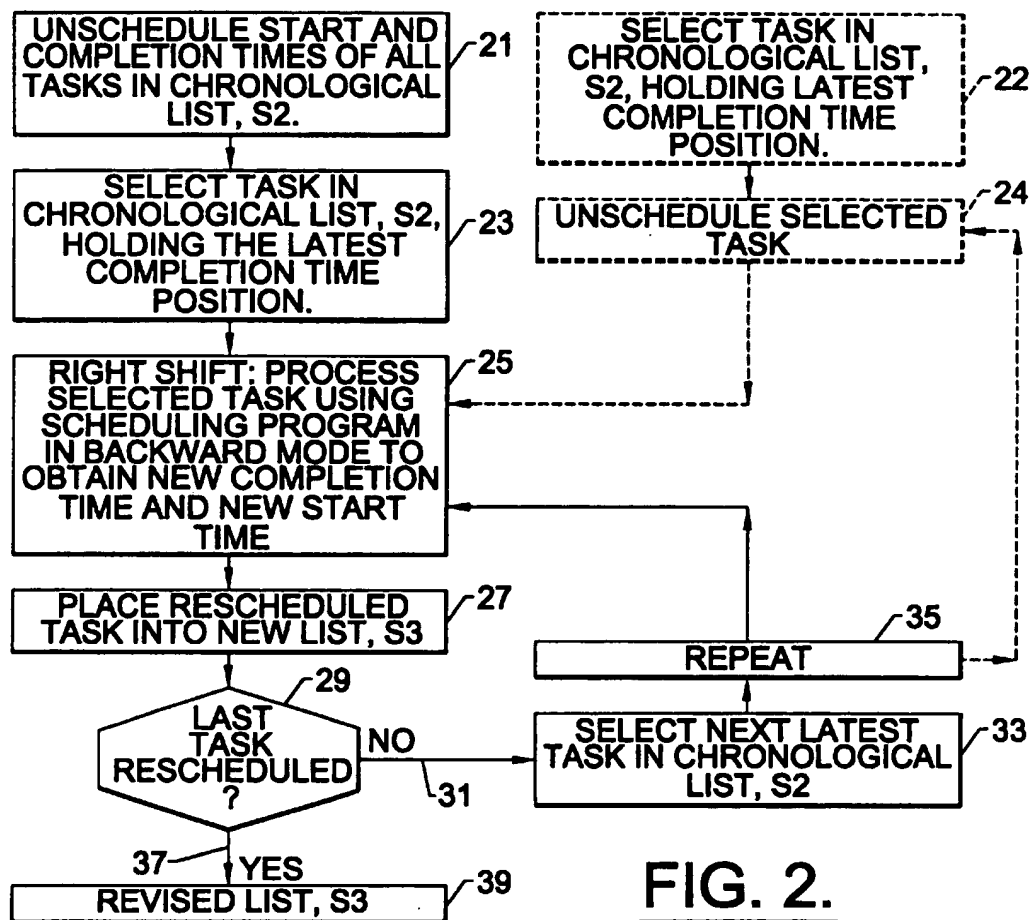 UNSCHEDULE START AND
COMPLETION TIMES OF ALL
TASKS IN CHRONOLOGICAL
LIST, S2.
21
SELECT TASK IN
CHRONOLOGICAL LIST,
S2, HOLDING LATEST
COMPLETION TIME
POSITION.
22
SELECT TASK IN
CHRONOLOGICAL LIST, S2,
HOLDING THE LATEST
COMPLETION TIME
POSITION.
23
UNSCHEDULE SELECTED
TASK
24
RIGHT SHIFT: PROCESS
SELECTED TASK USING
SCHEDULING PROGRAM
IN BACKWARD MODE TO
OBTAIN NEW COMPLETION
TIME AND NEW START
TIME
25
PLACE RESCHEDULED
TASK INTO NEW LIST, S3
27
LAST
TASK
RESCHEDULED
?
29
NO
31
REPEAT
35
SELECT NEXT LATEST
TASK IN CHRONOLOGICAL
LIST, S2
33
37
YES
REVISED LIST, S3
39
FIG. 2.